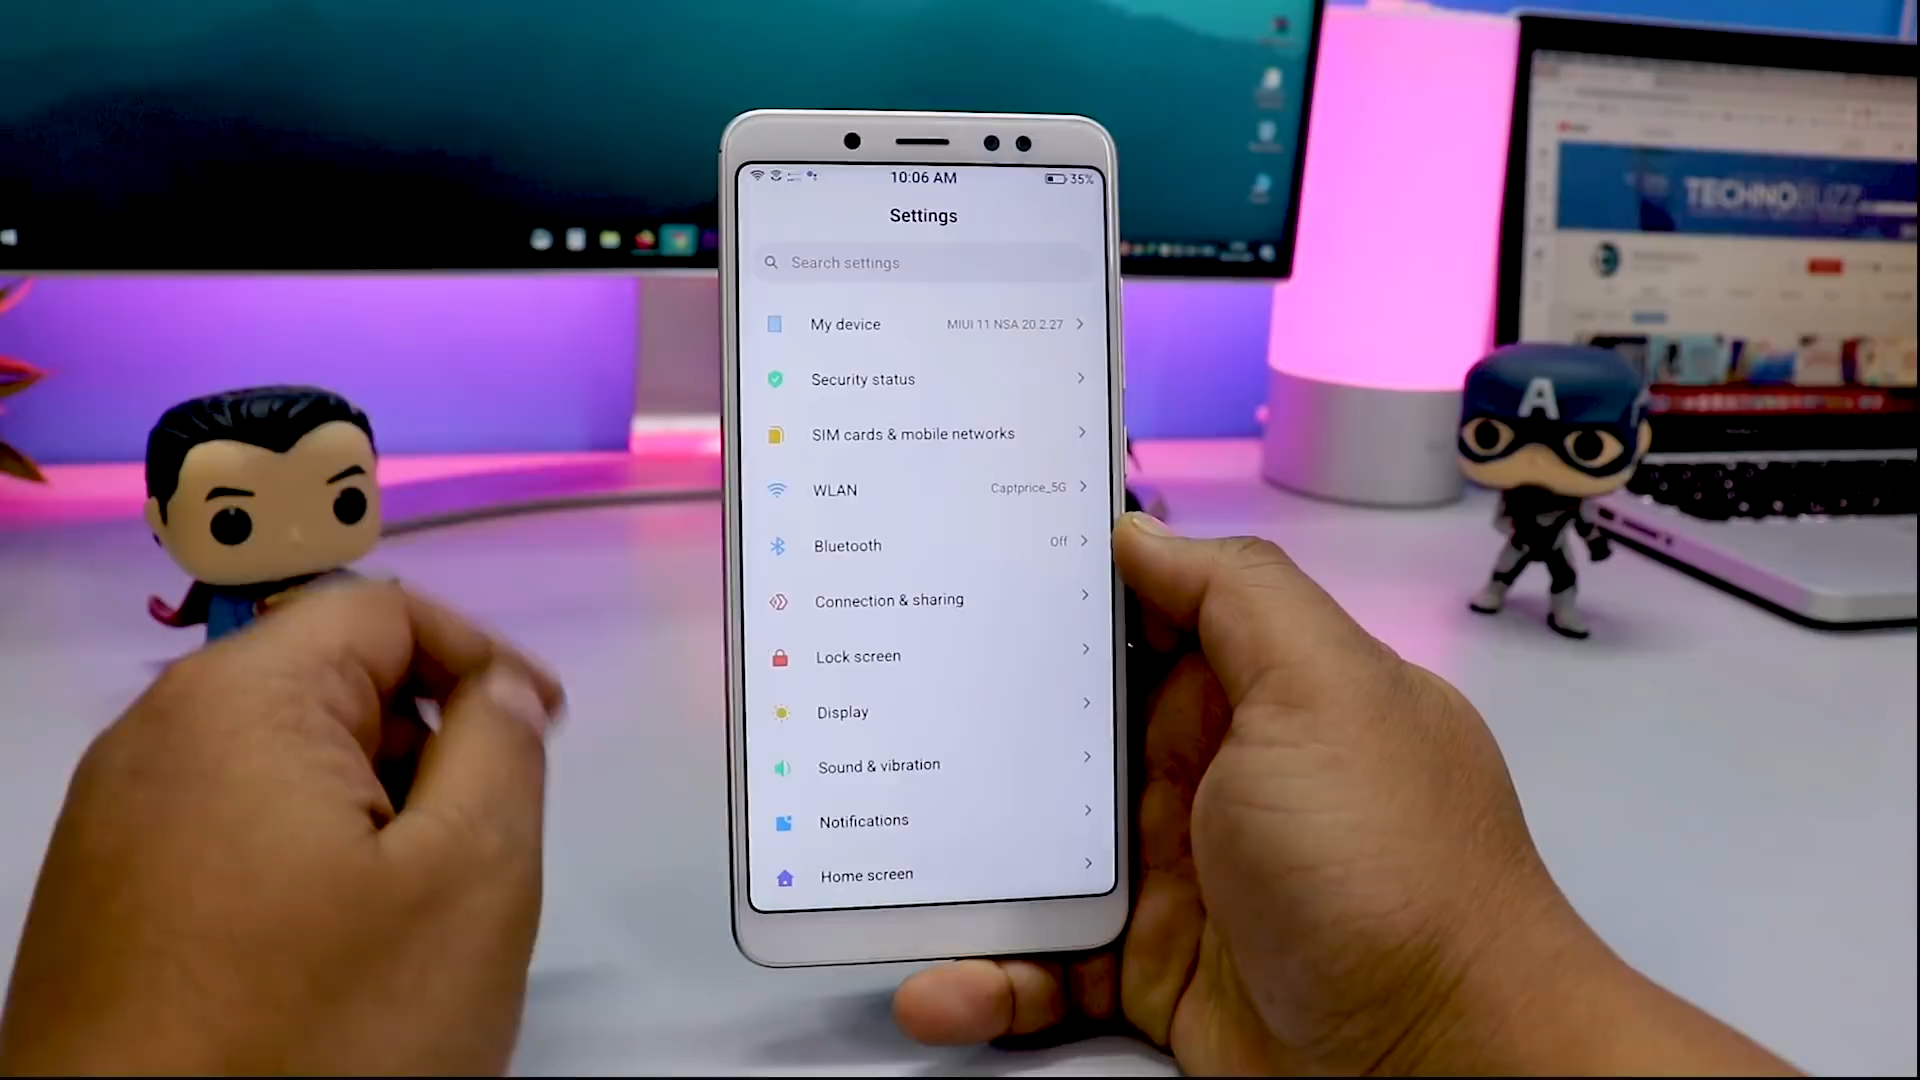 10:06 AM
35%
Settings
Search settings
My device MIUI 11 NSA 20.2.27
Security status
SIM cards & mobile networks
WLAN Captprice_5G
Bluetooth Off
Connection & sharing
Lock screen
Display
Sound & vibration
Notifications
Home screen
TECHNOBUZZ
A